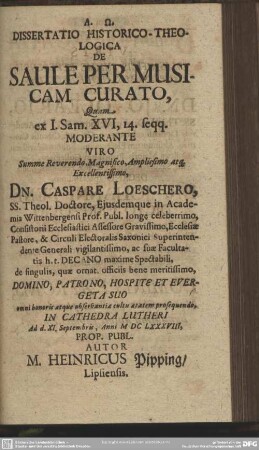 Α. Ω.
DISSERTATIO HISTORICO-THEO-
LOGICA
DE
SAULE PER MUSI-
CAM CURATO,
Quam
ex I. Sam. XVI, 14. seqq.
MODERANTE
VIRO
Summe Reverendo, Magnifico, Amplissimo atq;
Excellentissimo,
DN. CASPARE LOESCHERO,
SS. Theol. Doctore, Ejusdemque in Acade-
mia Wittenbergensi Prof. Publ. longe celeberrimo,
Consistorii Ecclesiastici Assessore Gravissimo, Ecclesiæ
Pastore, & Circuli Electoralis Saxonici Superinten-
dente Generali vigilantissimo, ac suæ Faculta-
tis h. t. DECANO maxime Spectabili,
de singulis, quæ ornat, officiis bene meritissimo,
DOMINO, PATRONO, HOSPITE ET EVER-
GETA SUO
omni honoris atque observantiæ cultu ætatem prosequendo,
IN CATHEDRA LUTHERI
Ad d. XI. Septembris, Anni M DC LXXXVIII,
PROP. PUBL.
AUTOR
M. HEINRICUS Pipping/
Lipsiensis.